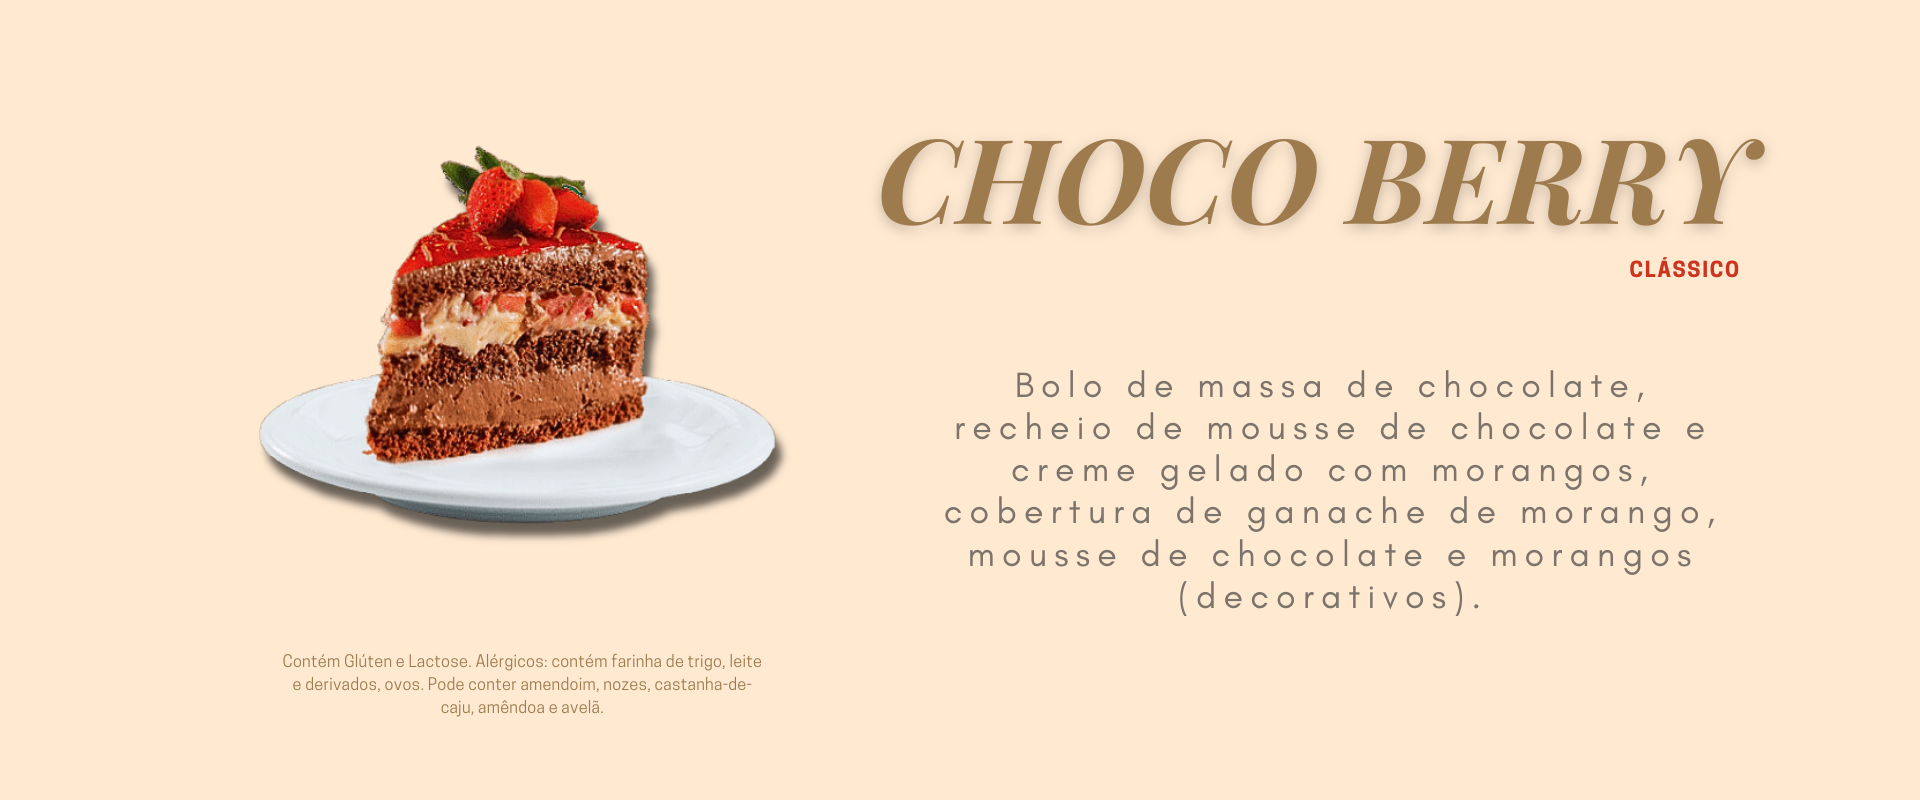 CHOCO BERRY
CLÁSSICO
Bolo de massa de chocolate,
recheio de mousse de chocolate e
creme gelado com morangos,
cobertura de ganache de morango,
mousse de chocolate e morangos
(decorativos).
Contém Glúten e Lactose. Alérgicos: contém farinha de trigo, leite
e derivados, ovos. Pode conter amendoim, nozes, castanha-de-
caju, amêndoa e avelã.